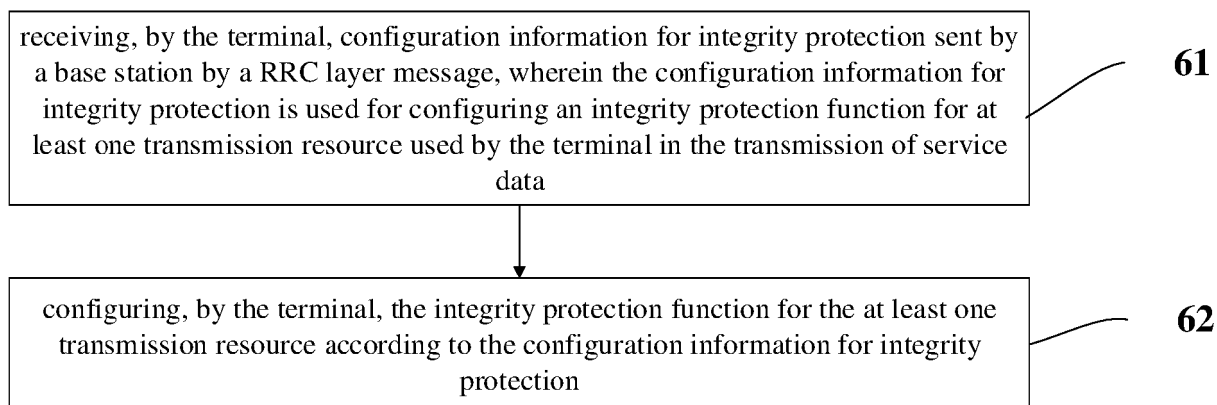 receiving, by the terminal, configuration information for integrity protection sent by
a base station by a RRC layer message, wherein the configuration information for
integrity protection is used for configuring an integrity protection function for at
least one transmission resource used by the terminal in the transmission of service
data
61
configuring, by the terminal, the integrity protection function for the at least one
transmission resource according to the configuration information for integrity
protection
62